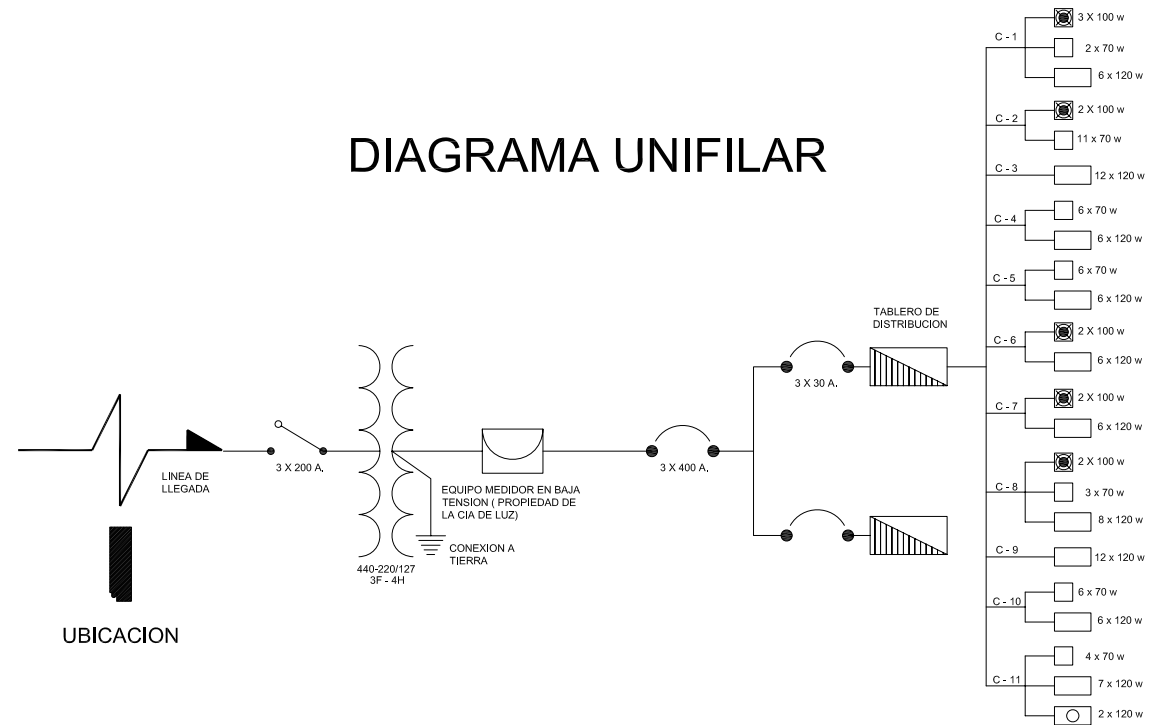 DIAGRAMA UNIFILAR
LINEA DE
LLEGADA
UBICACION
3 X 200 A.
440-220/127
3F - 4H
EQUIPO MEDIDOR EN BAJA
TENSION ( PROPIEDAD DE
LA CIA DE LUZ)
CONEXION A
TIERRA
3 X 400 A.
3 X 30 A.
TABLERO DE
DISTRIBUCION
C - 1
3 X 100 w
2 x 70 w
6 x 120 w
C - 2
2 X 100 w
11 x 70 w
C - 3
12 x 120 w
C - 4
6 x 70 w
6 x 120 w
C - 5
6 x 70 w
6 x 120 w
C - 6
2 X 100 w
6 x 120 w
C - 7
2 X 100 w
6 x 120 w
C - 8
2 X 100 w
3 x 70 w
8 x 120 w
C - 9
12 x 120 w
C - 10
6 x 70 w
6 x 120 w
C - 11
4 x 70 w
7 x 120 w
2 x 120 w